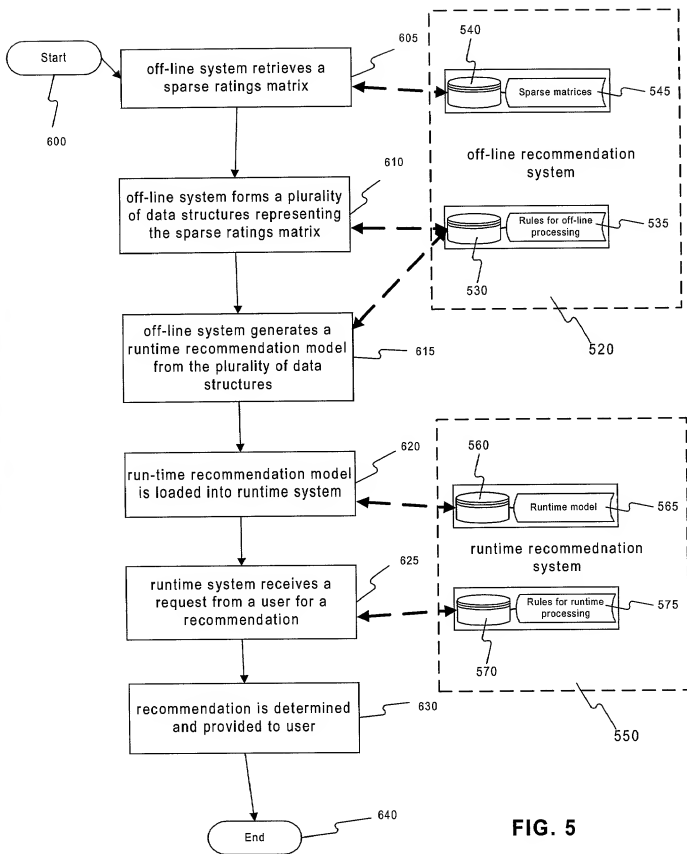 Start
600
off-line system retrieves a
sparse ratings matrix
605
off-line system forms a plurality
of data structures representing
the sparse ratings matrix
610
off-line system generates a
runtime recommendation model
from the plurality of data
structures
615
run-time recommendation model
is loaded into runtime system
620
runtime system receives a
request from a user for a
recommendation
625
recommendation is determined
and provided to user
630
End
640
540
Sparse matrices
545
off-line recommendation
system
Rules for off-line
processing
535
530
520
560
Runtime model
565
runtime recommednation
system
Rules for runtime
processing
575
570
550
FIG. 5